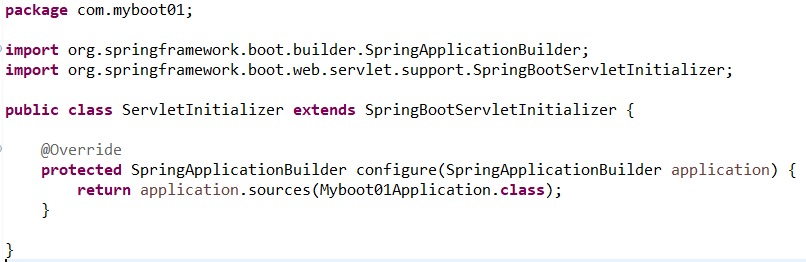 package com.myboot01;
import org.springframework.boot.builder.SpringApplicationBuilder;
import org.springframework.boot.web.servlet.support.SpringBootServletInitializer;
public class ServletInitializer extends SpringBootServletInitializer {
@Override
protected SpringApplicationBuilder configure(SpringApplicationBuilder application) {
return application.sources(Myboot01Application.class);
}
}